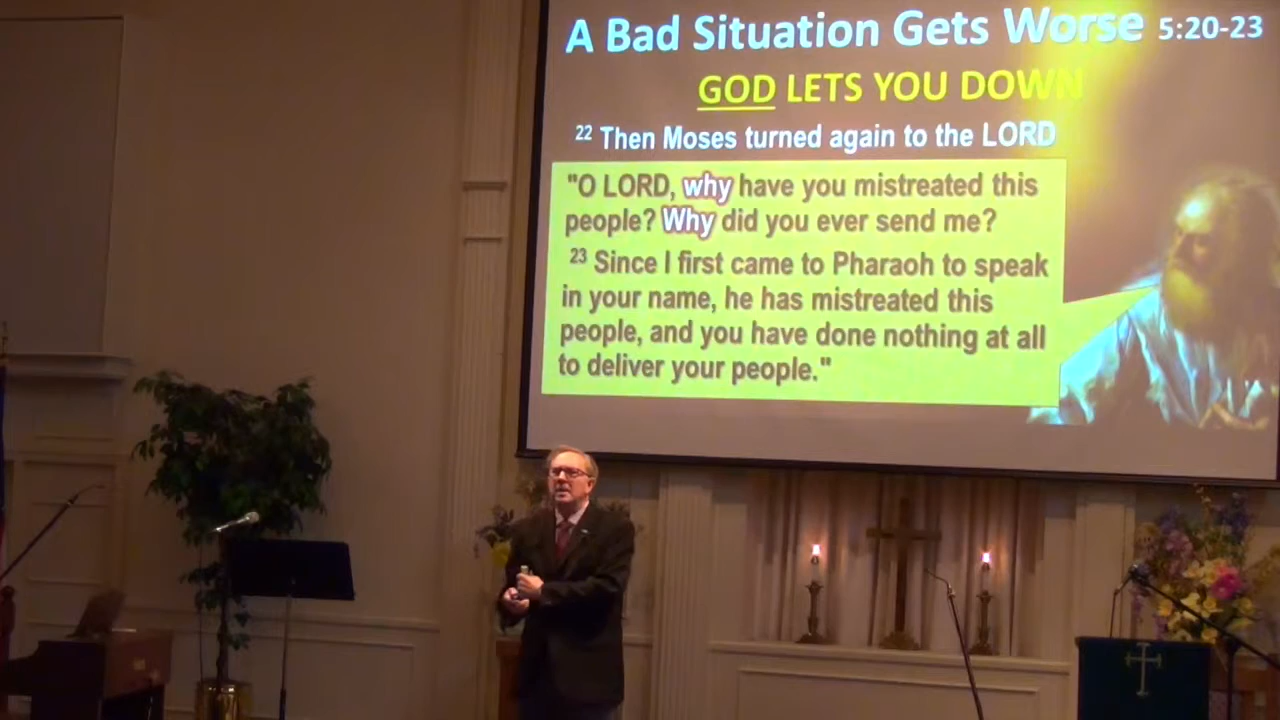 A Bad Situation Gets Worse 5:20-23
GOD LETS YOU DOWN
22 Then Moses turned again to the LORD
"O LORD, why have you mistreated this
people? Why did you ever send me?
23 Since I first came to Pharaoh to speak
in your name, he has mistreated this
people, and you have done nothing at all
to deliver your people."